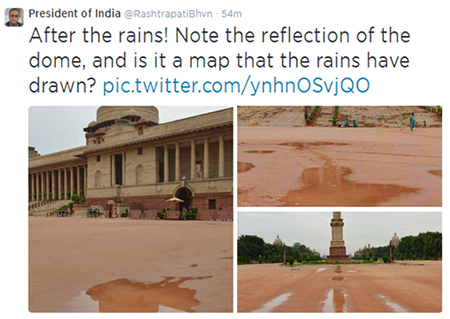 President of India @RashtrapatiBhvn · 54m
After the rains! Note the reflection of the
dome, and is it a map that the rains have
drawn? pic.twitter.com/ynhnOSvjQO